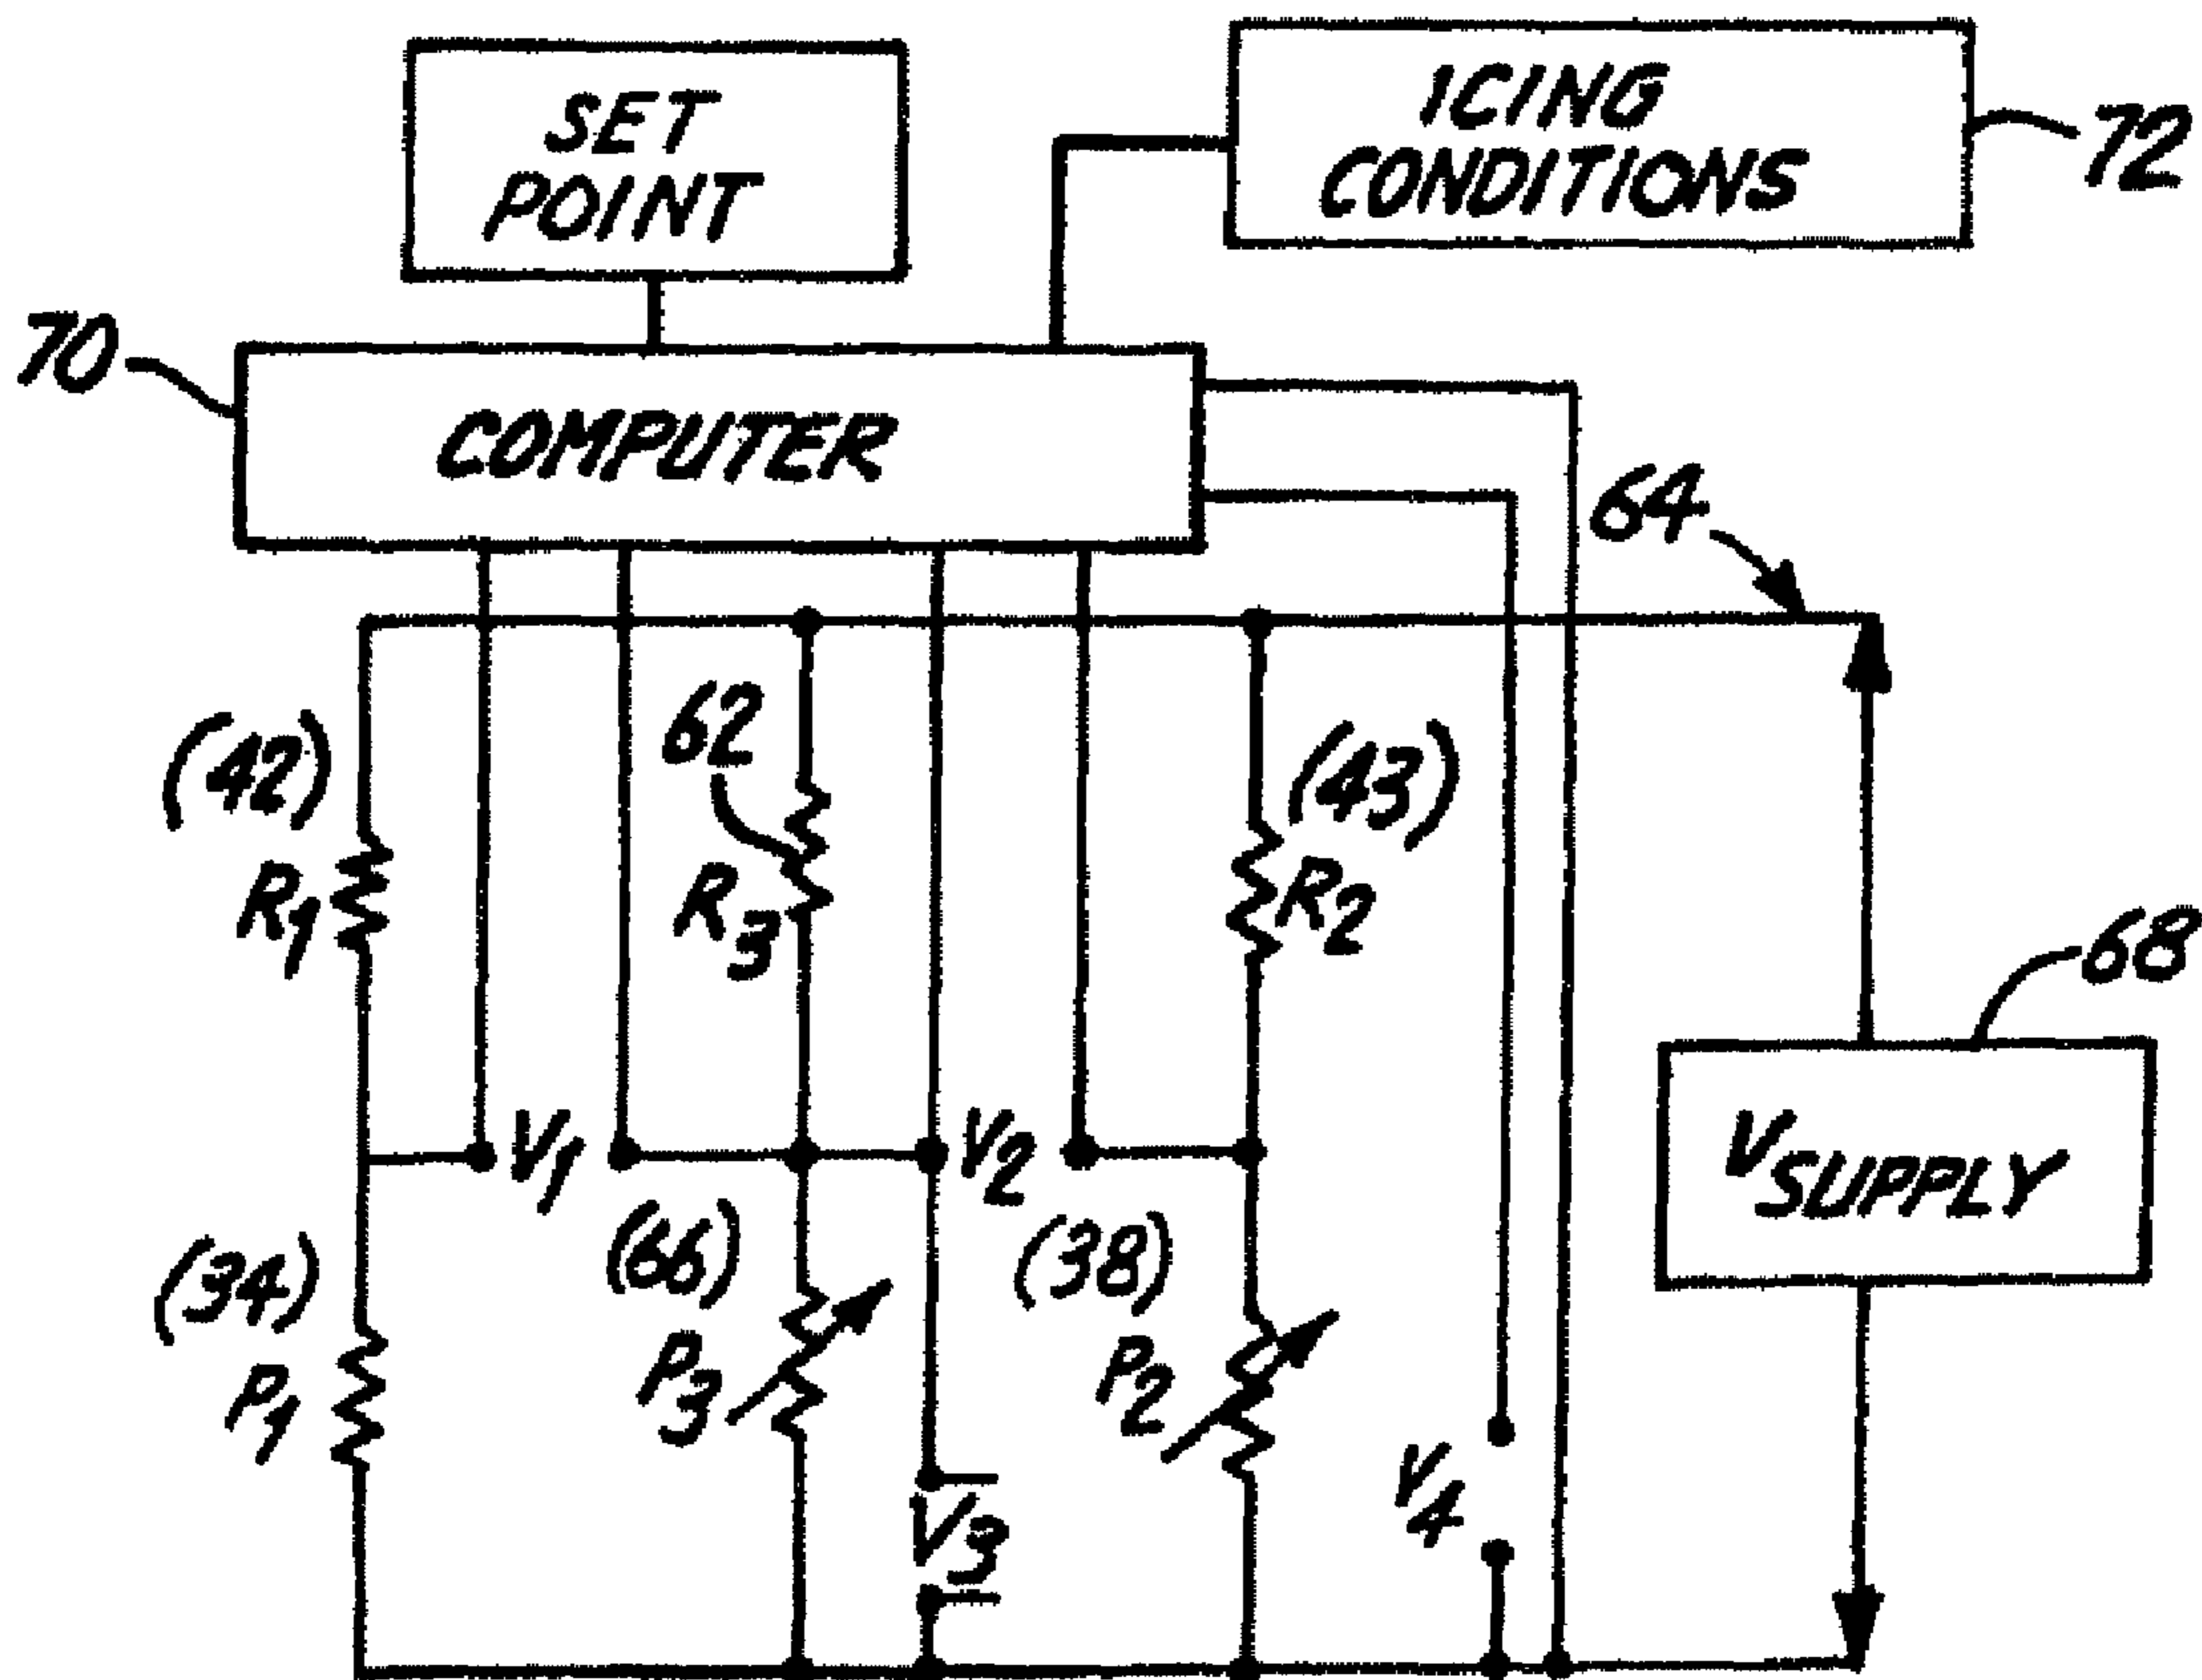 SET
POINT
ICING
CONDITIONS
72
70
COMPUTER
64
(42)
62
(43)
R1
R3
R2
68
V1
V2
VSUPPLY
(34)
(66)
(38)
P1
P3
P2
V4
V3